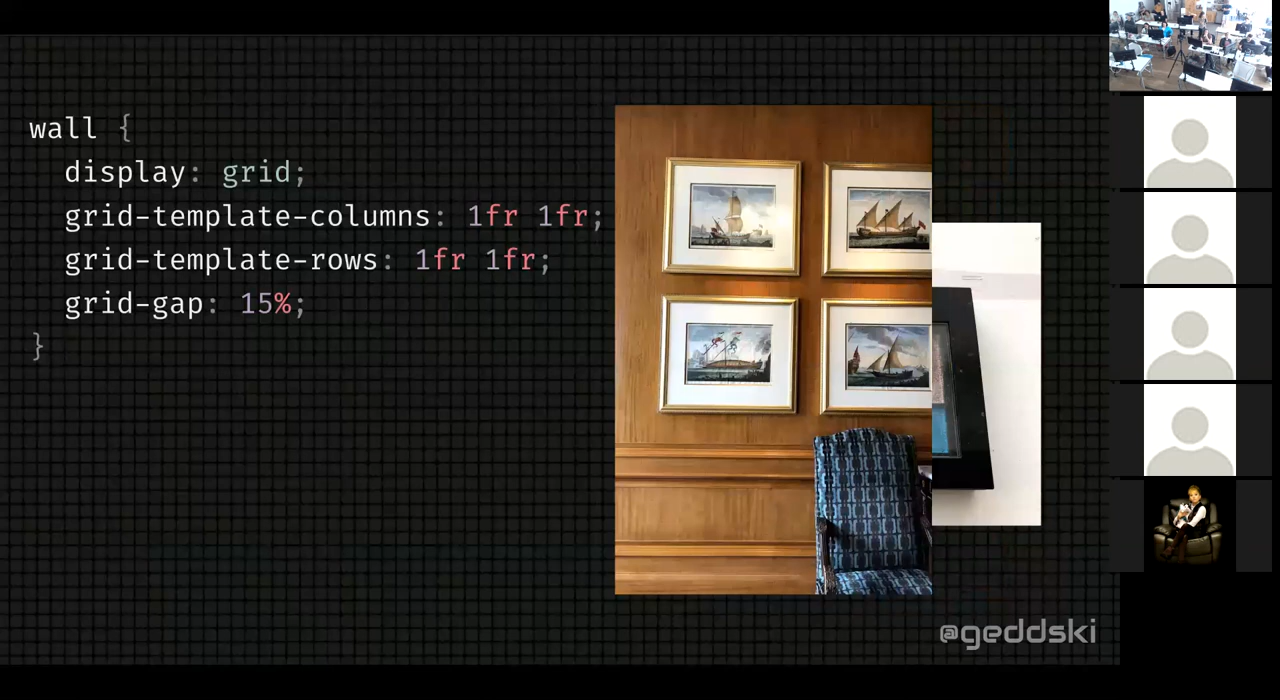 wall {
display: grid;
grid-template-columns: 1fr 1fr;
grid-template-rows: 1fr 1fr;
grid-gap: 15%;
}
@geddski